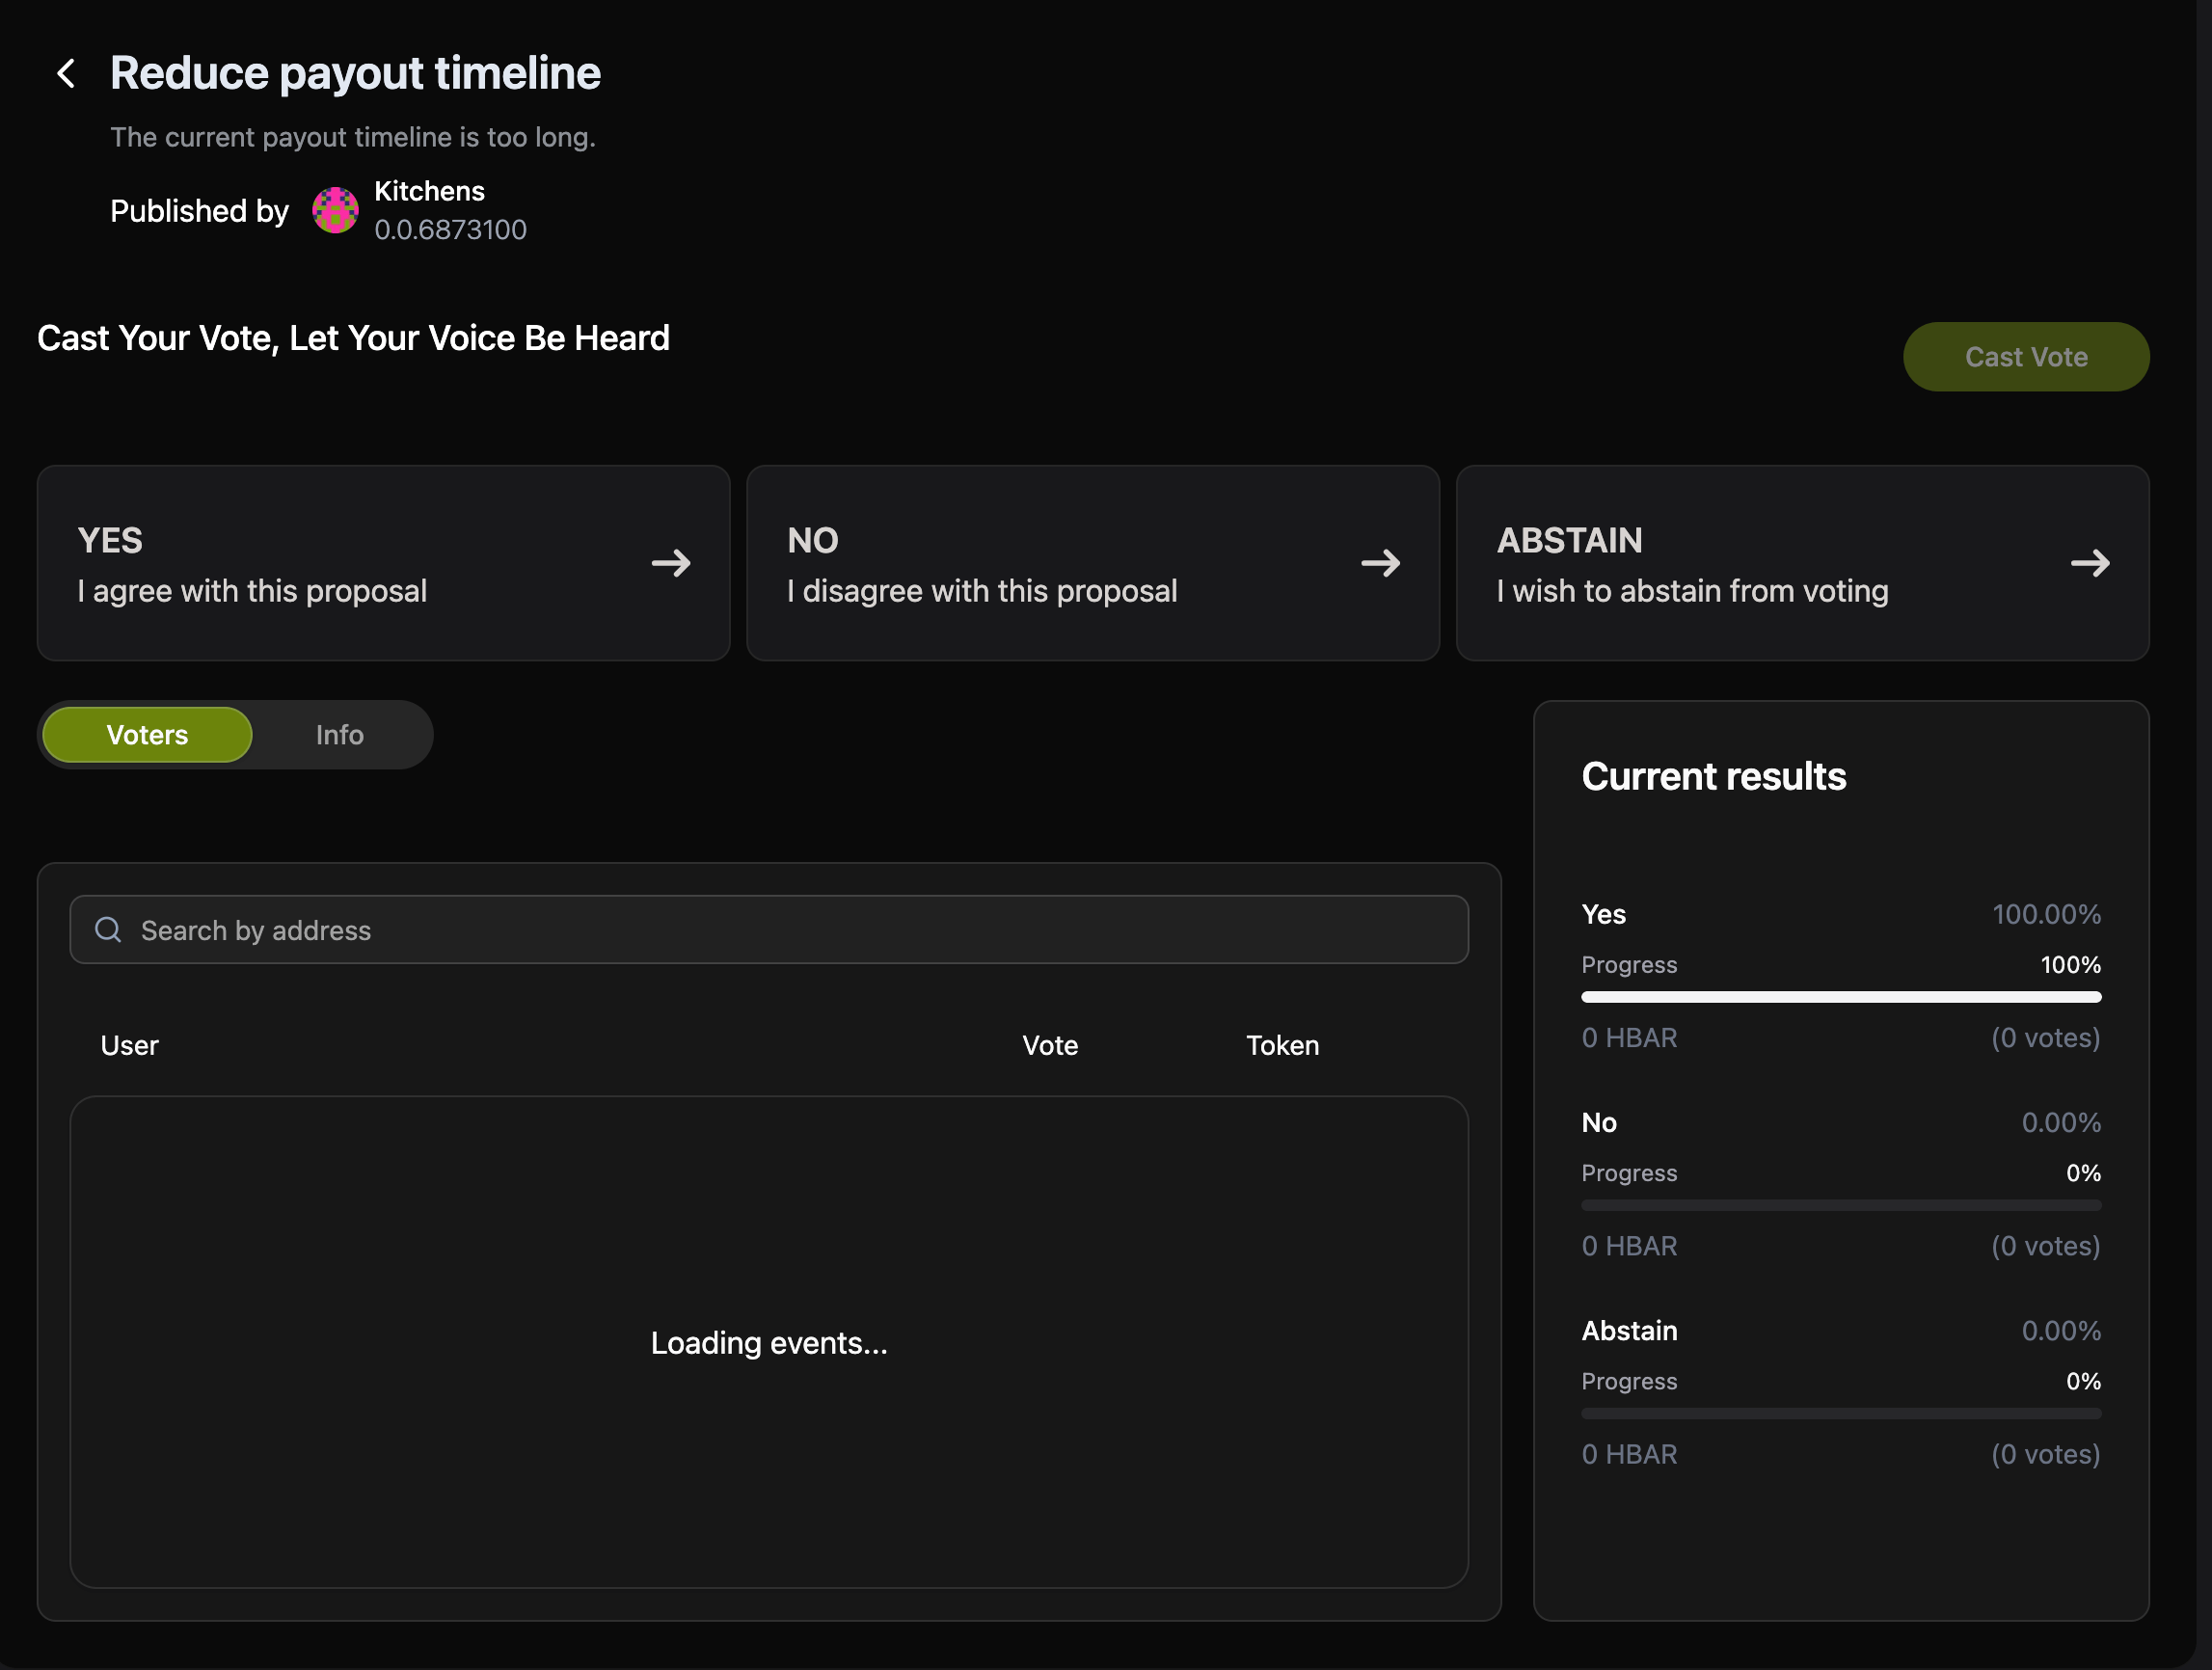 Reduce payout timeline
The current payout timeline is too long.
Published by
Kitchens
0.0.6873100
Cast Your Vote, Let Your Voice Be Heard
Cast Vote
YES
I agree with this proposal
NO
I disagree with this proposal
ABSTAIN
I wish to abstain from voting
Voters
Info
Search by address
User
Vote
Token
Loading events...
Current results
Yes
100.00%
Progress
100%
0 HBAR
(0 votes)
No
0.00%
Progress
0%
0 HBAR
(0 votes)
Abstain
0.00%
Progress
0%
0 HBAR
(0 votes)